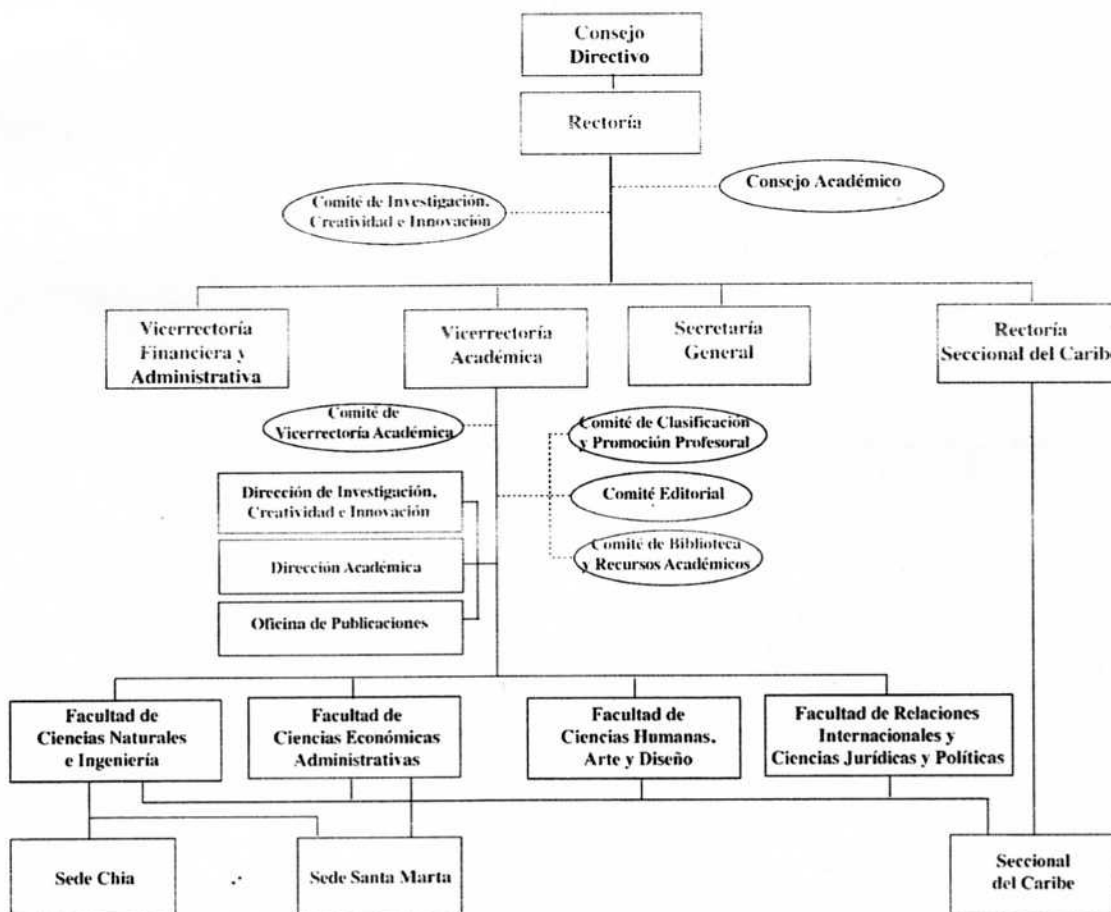 Consejo
Directivo
Rectoría
Consejo Académico
Comité de Investigación,
Creatividad e Innovación
Vicerrectoría
Financiera y
Administrativa
Vicerrectoría
Académica
Secretaría
General
Rectoría
Seccional del Caribe
Comité de
Vicerrectoría Académica
Comité de Clasificación
y Promoción Profesoral
Comité Editorial
Comité de Biblioteca
y Recursos Académicos
Dirección de Investigación,
Creatividad e Innovación
Dirección Académica
Oficina de Publicaciones
Facultad de
Ciencias Naturales
e Ingeniería
Facultad de
Ciencias Económicas
Administrativas
Facultad de
Ciencias Humanas.
Arte y Diseño
Facultad de Relaciones
Internacionales y
Ciencias Jurídicas y Políticas
Sede Chia
Sede Santa Marta
Seccional
del Caribe